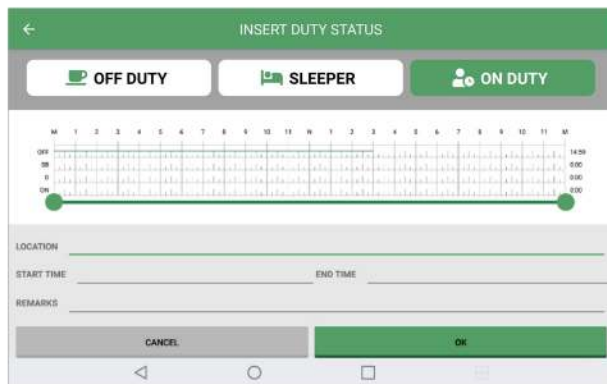 INSERT DUTY STATUS
OFF DUTY SLEEPER ON DUTY
M 1 2 3 4 5 6 7 8 9 10 11 N 1 2 3 4 5 6 7 8 9 10 11 M
OFF 14:59
SB 0:00
D 0:00
ON 0:00
LOCATION
START TIME END TIME
REMARKS
CANCEL OK